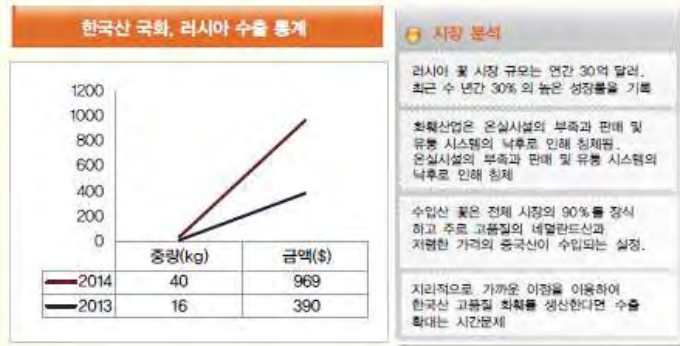 한국산 국화, 러시아 수출 통계
1200
1000
800
600
400
200
0
중량(kg) 금액($)
2014 40 969
2013 16 390
시장 분석
러시아 꽃 시장 규모는 연간 30억 달러,
최근 수 년간 30% 의 높은 성장률을 기록
화훼산업은 온실시설의 부족과 판매 및
유통 시스템의 낙후로 인해 침체됨.
온실시설의 부족과 판매 및 유통 시스템의
낙후로 인해 침체
수입산 꽃은 전체 시장의 90%를 장식
하고 주로 고품질의 네덜란드산과
저렴한 가격의 중국산이 수입되는 실정.
지리적으로 가까운 이점을 이용하여
한국산 고품질 화훼를 생산한다면 수출
확대는 시간문제